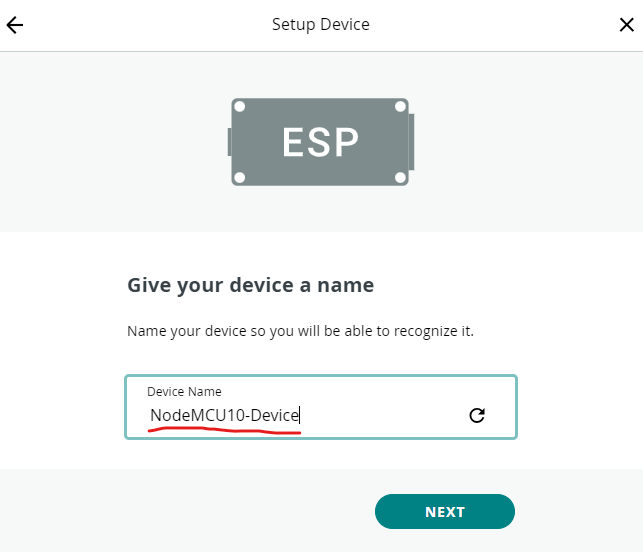 Setup Device
ESP
Give your device a name
Name your device so you will be able to recognize it.
Device Name
NodeMCU10-Device
NEXT